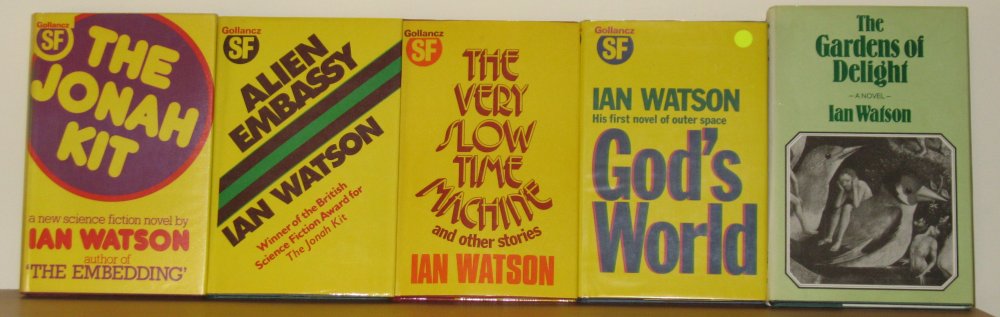 Gollancz
SF
THE
JONAH
KIT
a new science fiction novel by
IAN WATSON
author of
'THE EMBEDDING'
Gollancz
SF
ALIEN
EMBASSY
IAN WATSON
Winner of the British
Science Fiction Award for
The Jonah Kit
Gollancz
SF
THE
VERY
SLOW
TIME
MACHINE
and other stories
IAN WATSON
Gollancz
SF
IAN WATSON
His first novel of outer space
God's
World
The
Gardens of
Delight
– A NOVEL –
Ian Watson